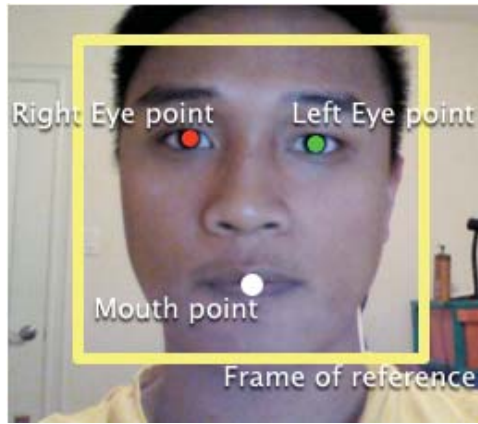 Right Eye point
Left Eye point
Mouth point
Frame of reference